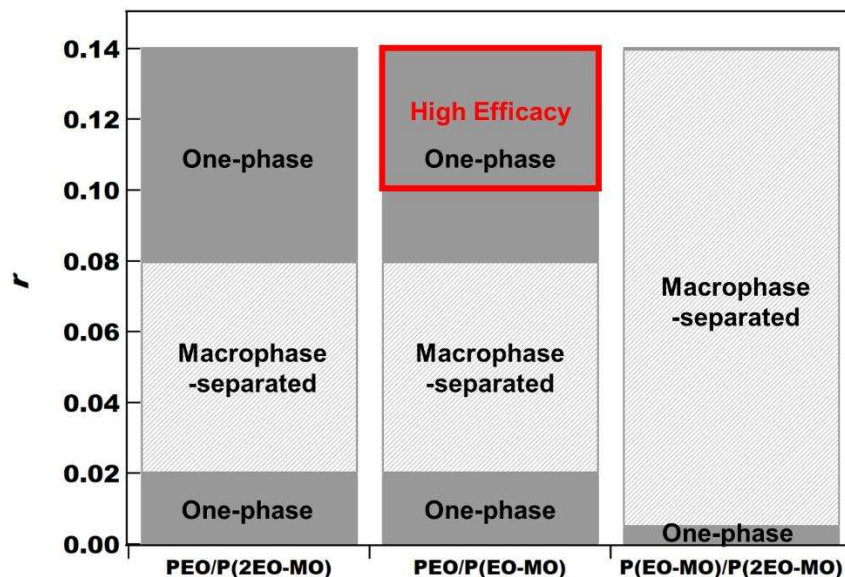 0.14
0.12
0.10
0.08
0.06
0.04
0.02
0.00
r
One-phase
Macrophase
-separated
One-phase
High Efficacy
One-phase
Macrophase
-separated
One-phase
Macrophase
-separated
One-phase
PEO/P(2EO-MO)
PEO/P(EO-MO)
P(EO-MO)/P(2EO-MO)